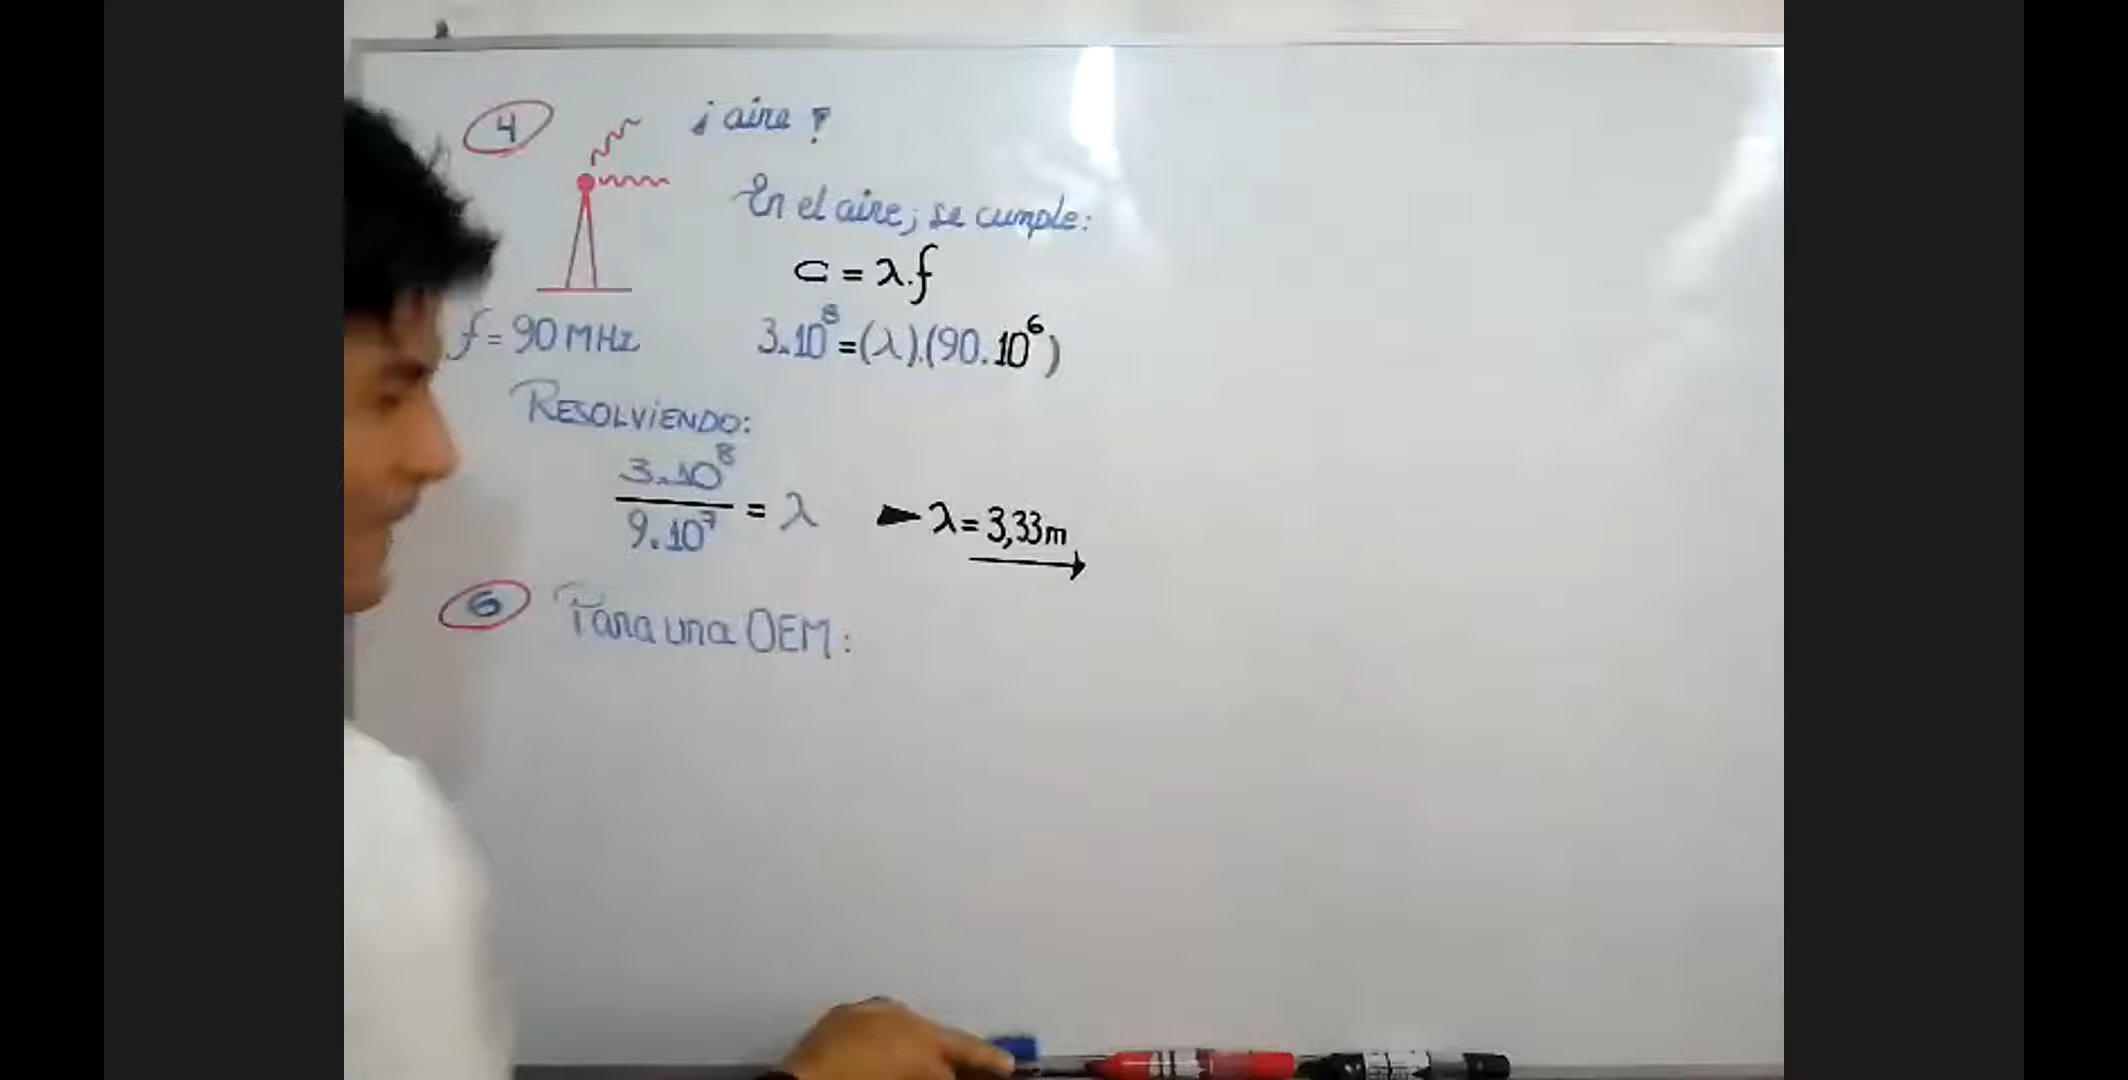 4
¡ aire !
En el aire; se cumple:
c = λ.f
f = 90 MHz
3.10⁸ = (λ).(90.10⁶)
RESOLVIENDO:
3.10⁸
9.10⁷
= λ
► λ = 3,33m
6
Para una OEM: